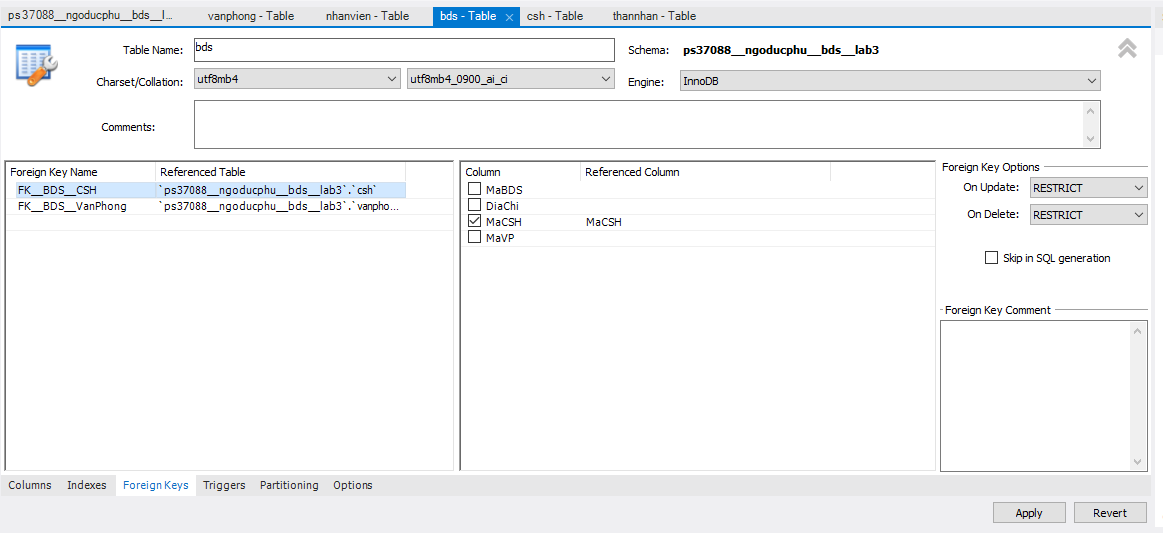 ps37088__ngoducphu__bds__l... vanphong - Table nhanvien - Table bds - Table csh - Table thannhan - Table
Table Name: bds Schema: ps37088__ngoducphu__bds__lab3
Charset/Collation: utf8mb4 utf8mb4_0900_ai_ci Engine: InnoDB
Comments:
Foreign Key Name Referenced Table Column Referenced Column Foreign Key Options
FK__BDS__CSH `ps37088__ngoducphu__bds__lab3`.`csh` MaBDS On Update: RESTRICT
FK__BDS__VanPhong `ps37088__ngoducphu__bds__lab3`.`vanpho... DiaChi On Delete: RESTRICT
MaCSH MaCSH
MaVP
Skip in SQL generation
Foreign Key Comment
Columns Indexes Foreign Keys Triggers Partitioning Options
Apply Revert